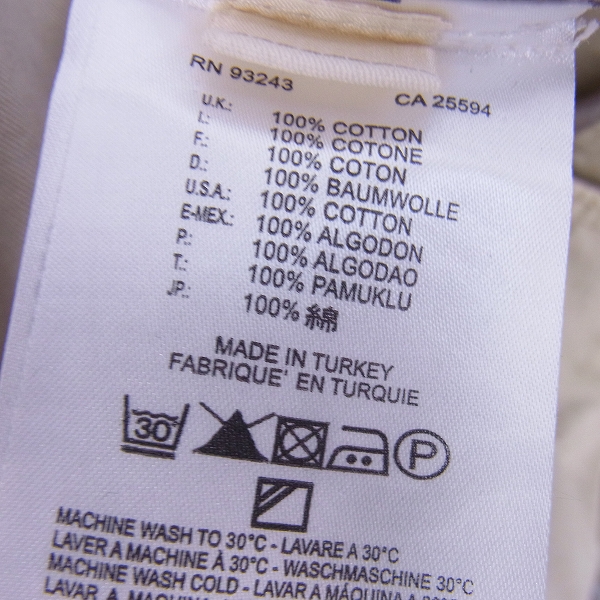 RN 93243 CA 25594
U.K.: 100% COTTON
I.: 100% COTONE
F.: 100% COTON
D.: 100% BAUMWOLLE
U.S.A.: 100% COTTON
E-MEX.: 100% ALGODON
P.: 100% ALGODAO
T.: 100% PAMUKLU
JP.: 100% 綿
MADE IN TURKEY
FABRIQUE' EN TURQUIE
30° P
MACHINE WASH TO 30°C - LAVARE A 30°C
LAVER A MACHINE À 30°C - WASCHMASCHINE 30°C
MACHINE WASH COLD - LAVAR A MÁQUINA A 30°C
LAVAR A